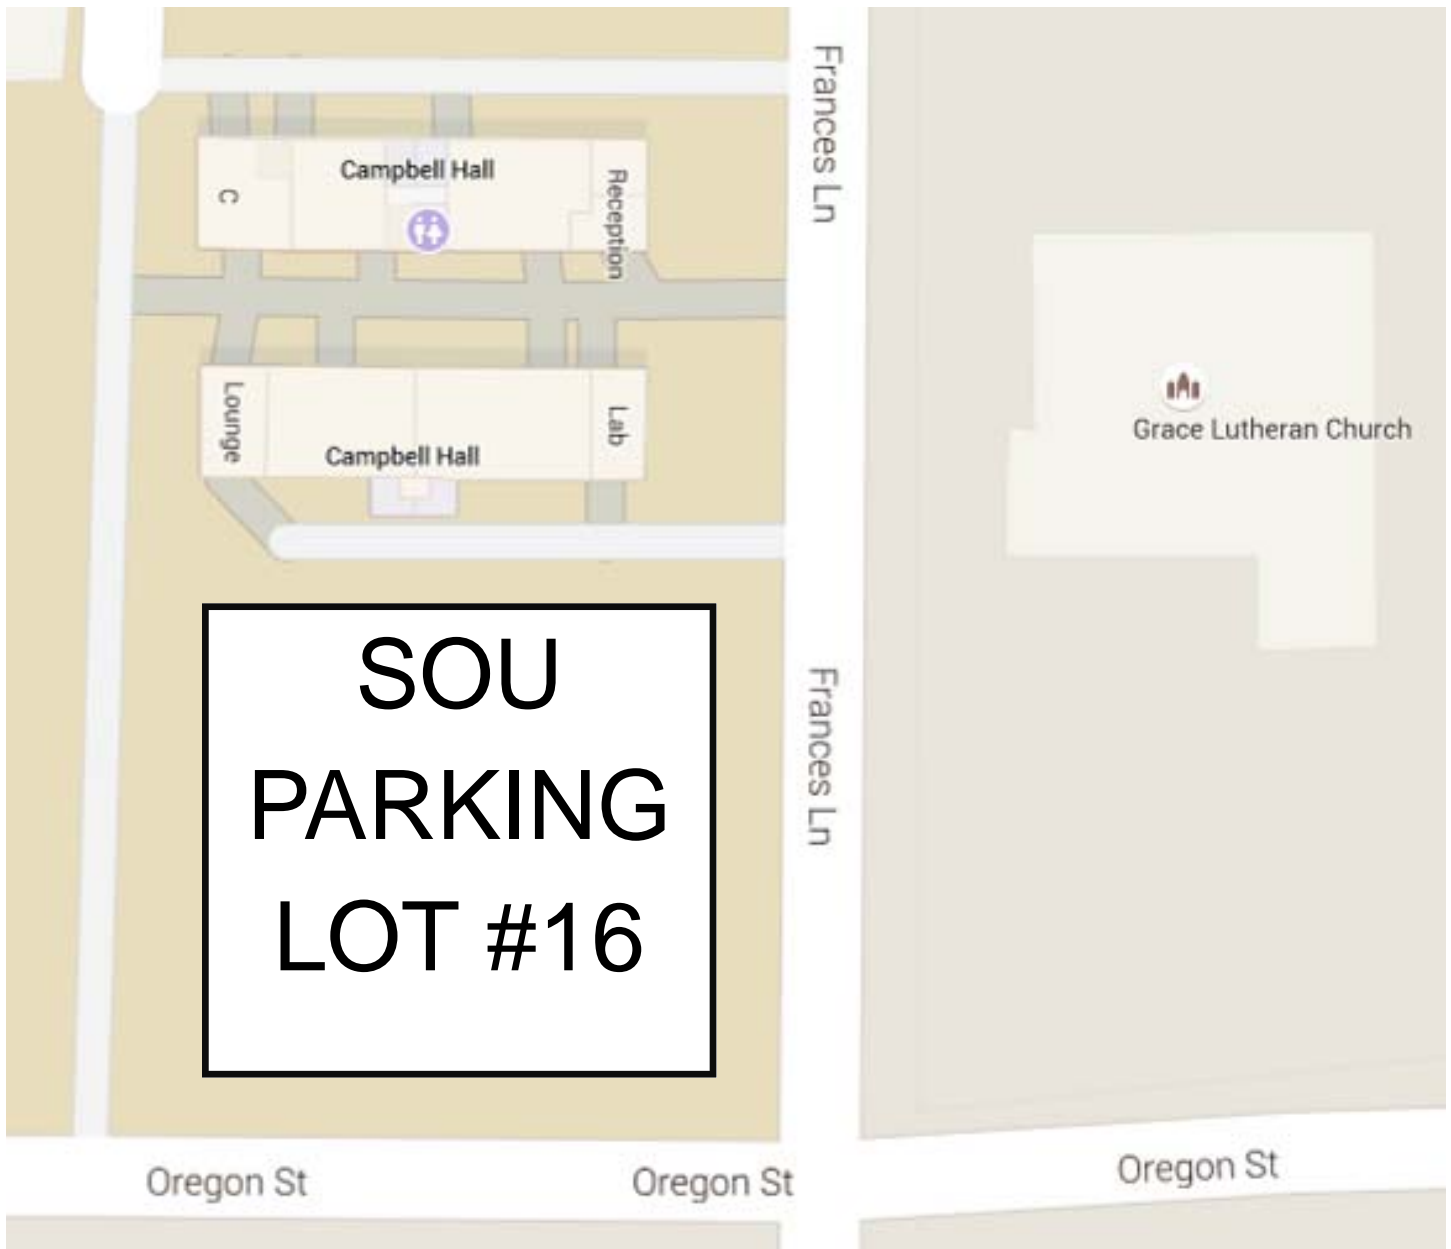 Frances Ln
Campbell Hall
C
Reception
Lounge
Lab
Campbell Hall
Grace Lutheran Church
SOU
PARKING
LOT #16
Frances Ln
Oregon St
Oregon St
Oregon St